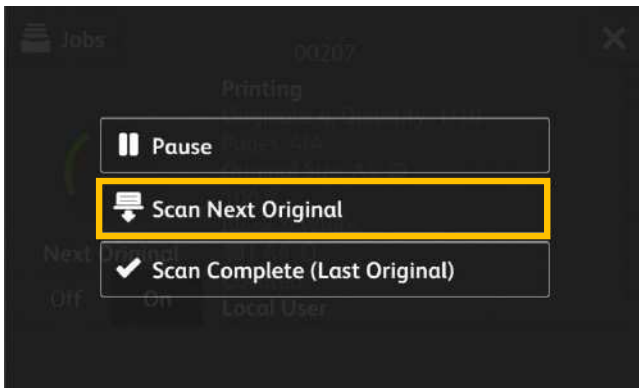 Jobs
00207
Printing
Pause
Scan Next Original
Next Original
Scan Complete (Last Original)
Off
On
Local User